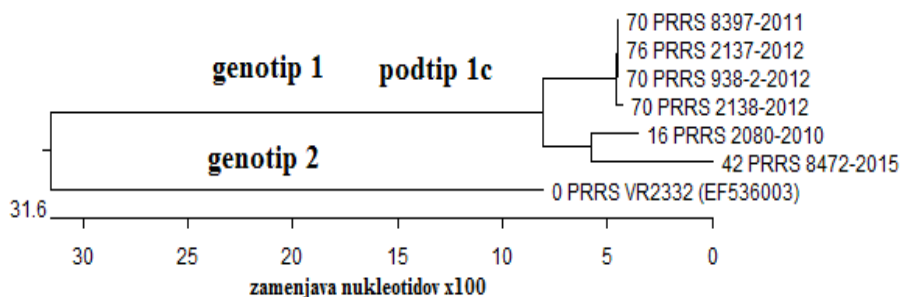 70 PRRS 8397-2011
genotip 1 podtip 1c
76 PRRS 2137-2012
70 PRRS 938-2-2012
70 PRRS 2138-2012
16 PRRS 2080-2010
genotip 2
42 PRRS 8472-2015
0 PRRS VR2332 (EF536003)
31.6
30 25 20 15 10 5 0
zamenjava nukleotidov x100